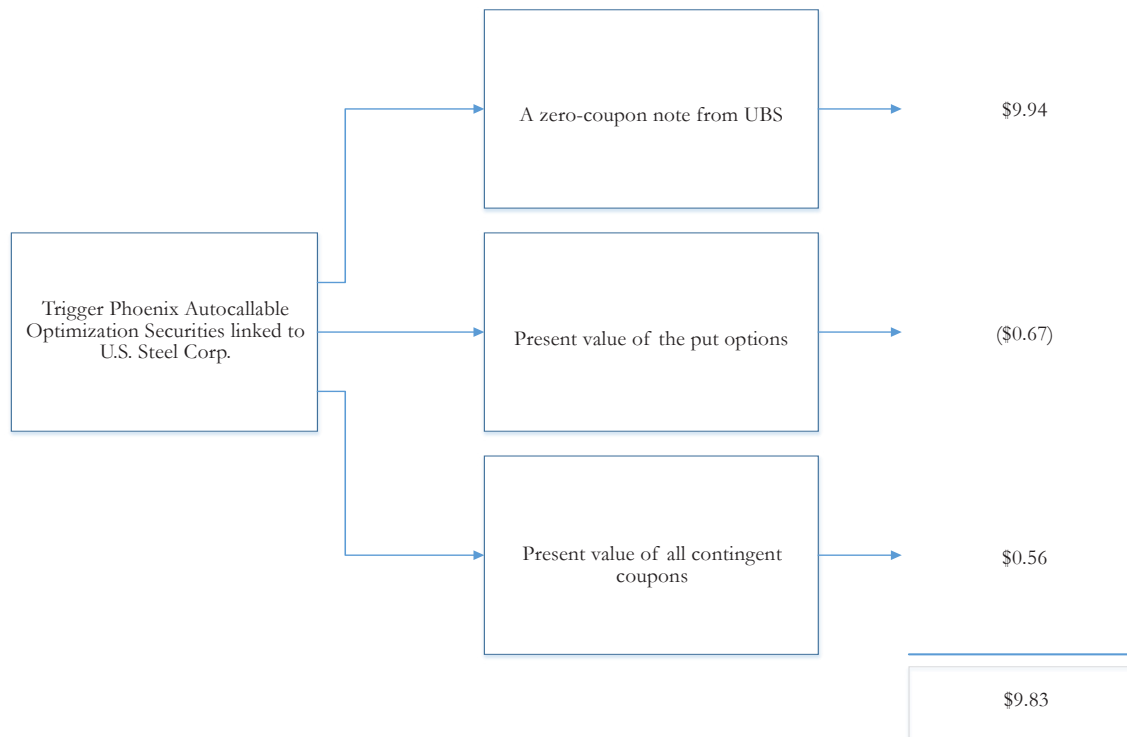 A zero-coupon note from UBS
$9.94
Trigger Phoenix Autocallable
Optimization Securities linked to
U.S. Steel Corp.
Present value of the put options
($0.67)
Present value of all contingent
coupons
$0.56
$9.83